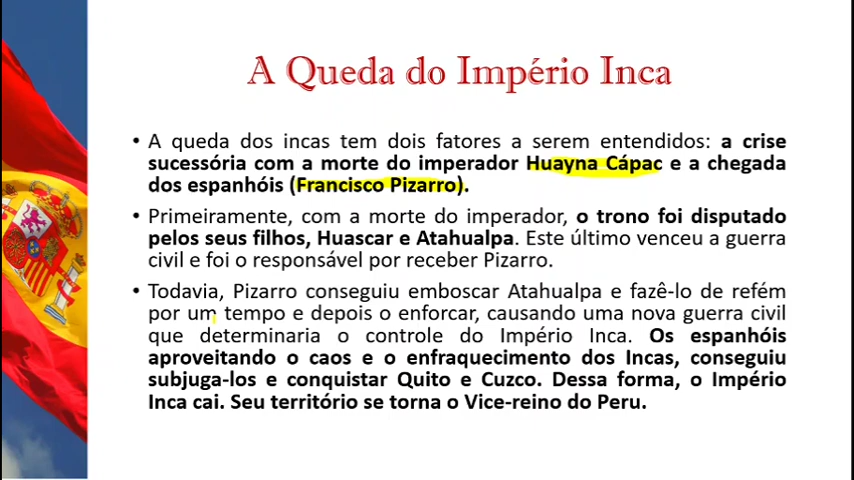 A Queda do Império Inca
• A queda dos incas tem dois fatores a serem entendidos: a crise
sucessória com a morte do imperador Huayna Cápac e a chegada
dos espanhóis (Francisco Pizarro).
• Primeiramente, com a morte do imperador, o trono foi disputado
pelos seus filhos, Huascar e Atahualpa. Este último venceu a guerra
civil e foi o responsável por receber Pizarro.
• Todavia, Pizarro conseguiu emboscar Atahualpa e fazê-lo de refém
por um tempo e depois o enforcar, causando uma nova guerra civil
que determinaria o controle do Império Inca. Os espanhóis
aproveitando o caos e o enfraquecimento dos Incas, conseguiu
subjuga-los e conquistar Quito e Cuzco. Dessa forma, o Império
Inca cai. Seu território se torna o Vice-reino do Peru.